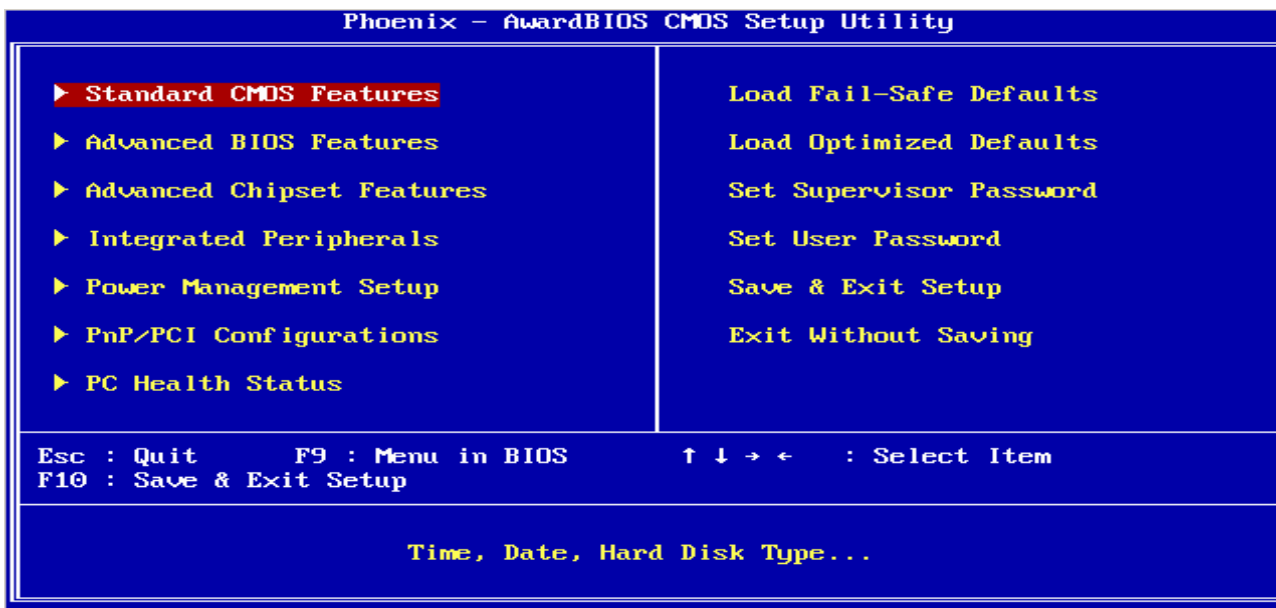 Phoenix - AwardBIOS CMOS Setup Utility
▶ Standard CMOS Features
▶ Advanced BIOS Features
▶ Advanced Chipset Features
▶ Integrated Peripherals
▶ Power Management Setup
▶ PnP/PCI Configurations
▶ PC Health Status
Load Fail-Safe Defaults
Load Optimized Defaults
Set Supervisor Password
Set User Password
Save & Exit Setup
Exit Without Saving
Esc : Quit F9 : Menu in BIOS ↑ ↓ → ← : Select Item
F10 : Save & Exit Setup
Time, Date, Hard Disk Type...